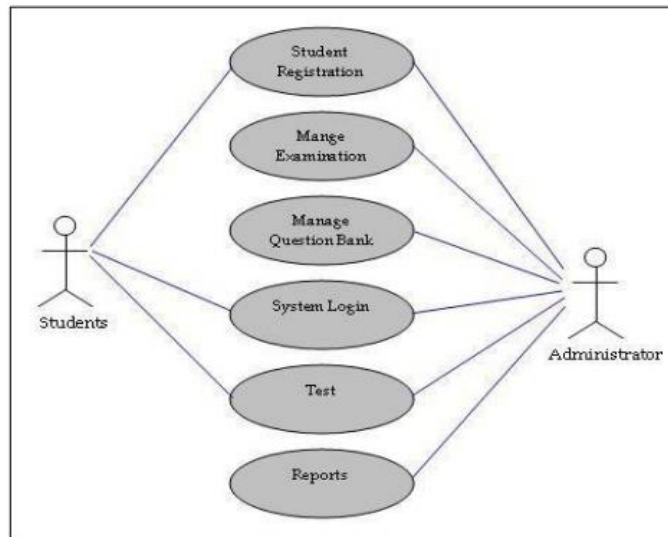 Student
Registration
Mange
Examination
Manage
Question Bank
System Login
Students
Administrator
Test
Reports